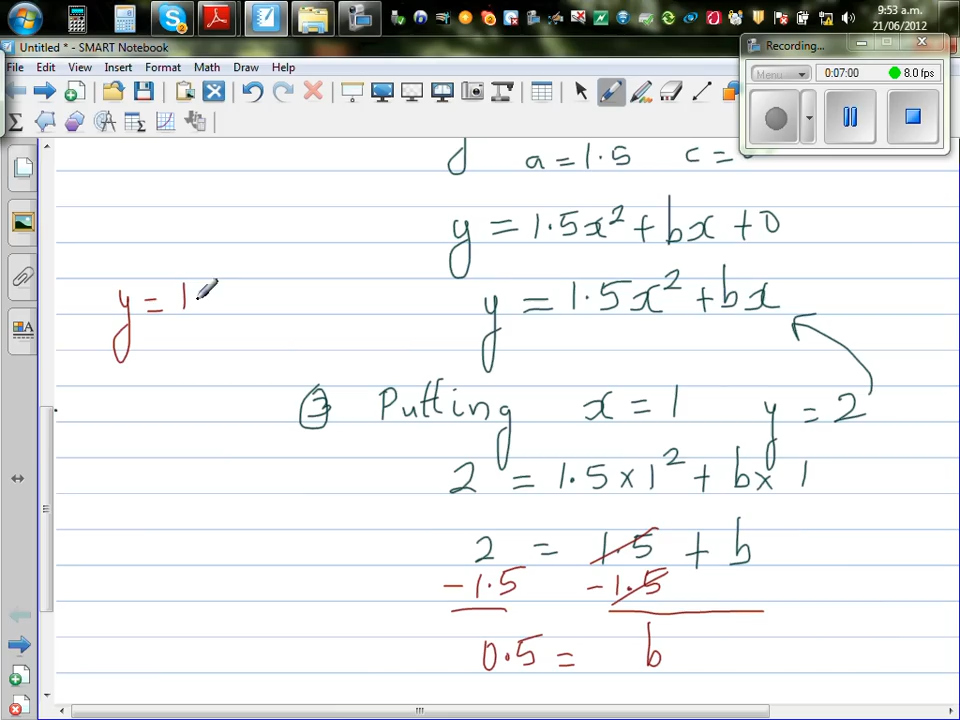 9:53 a.m.
21/06/2012
Untitled * - SMART Notebook
File Edit View Insert Format Math Draw Help
Recording...
Menu 0:07:00 8.0 fps
a = 1.5 c =
y = 1.5x² + bx + 0
y = 1.5x² + bx
y = 1.
③ Putting x = 1 y = 2
2 = 1.5 × 1² + b × 1
2 = 1.5 + b
-1.5 -1.5
0.5 = b